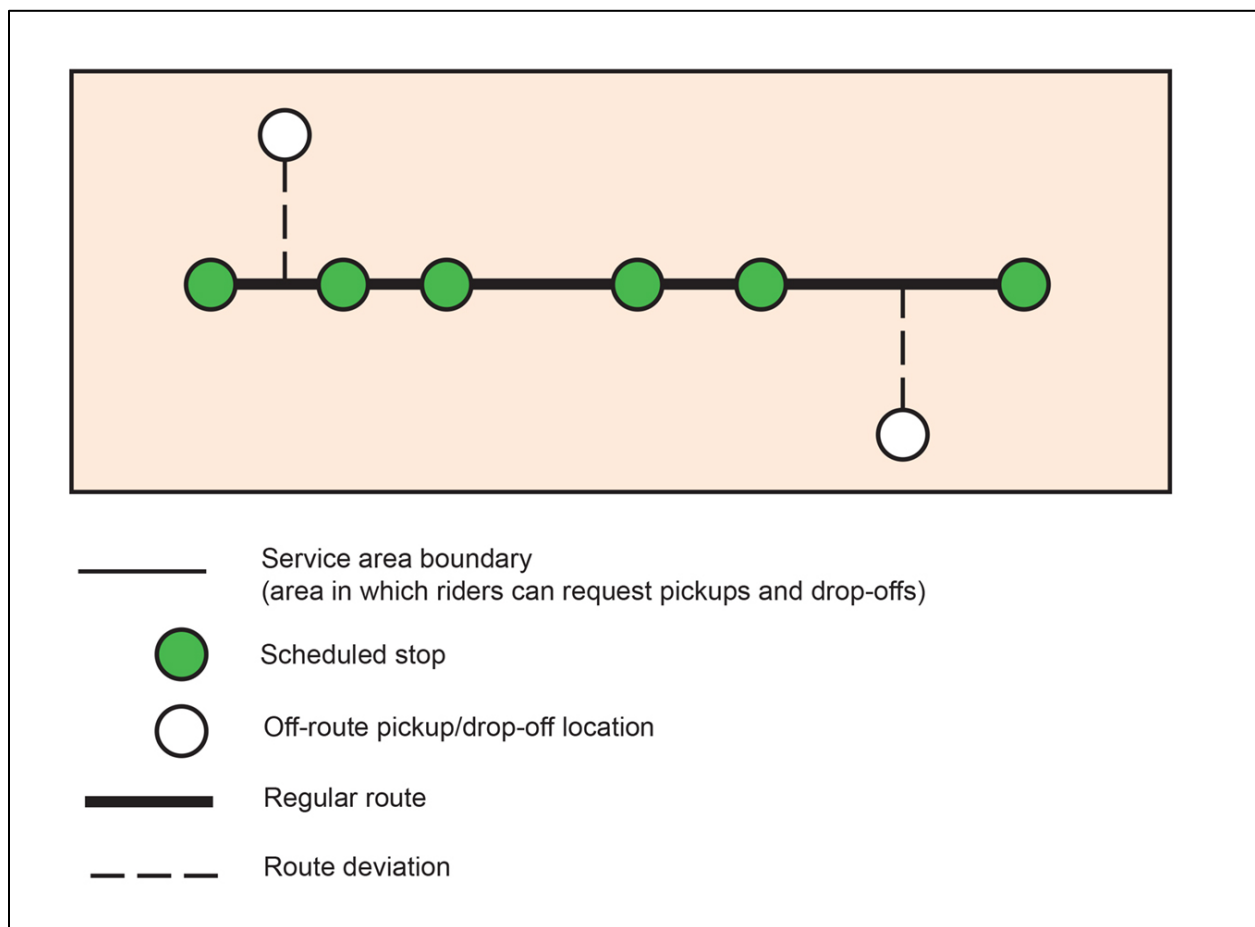 Service area boundary
(area in which riders can request pickups and drop-offs)
Scheduled stop
Off-route pickup/drop-off location
Regular route
Route deviation